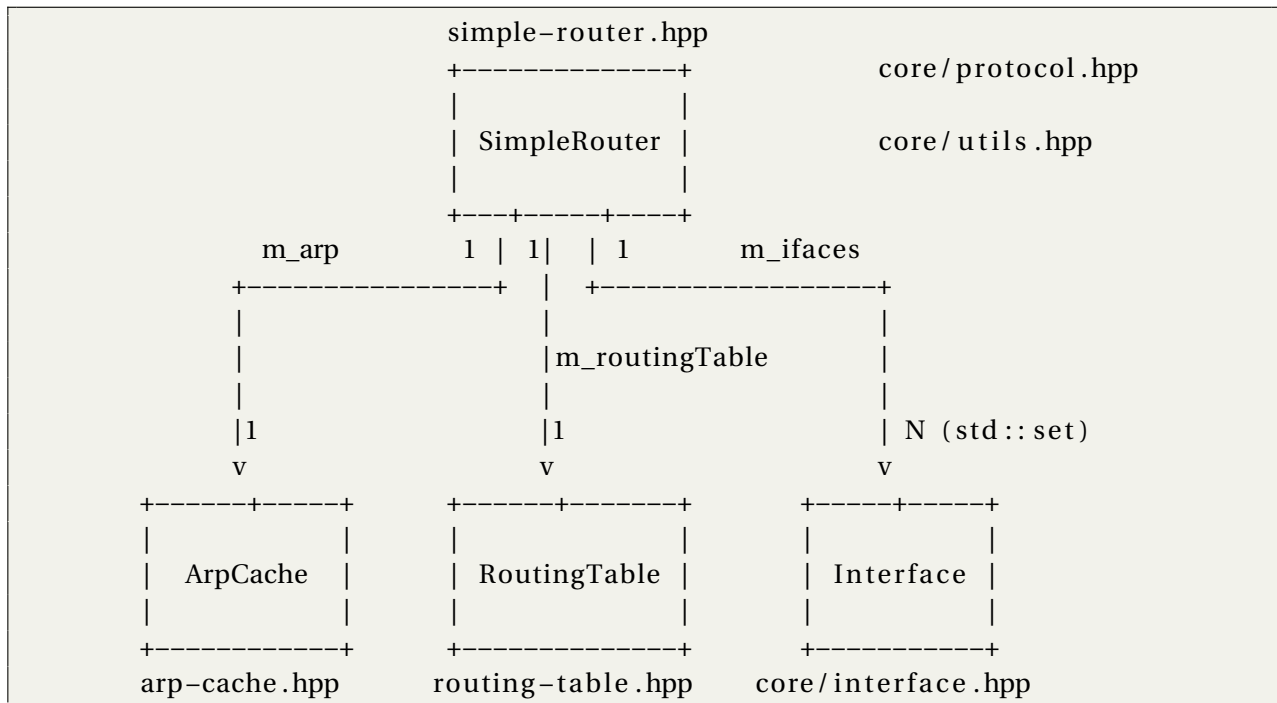 simple-router.hpp
+--------------+ core/protocol.hpp
| |
| SimpleRouter | core/utils.hpp
| |
+---+-----+----+
m_arp 1 | 1| | 1 m_ifaces
+----------------+ | +------------------+
| | |
| |m_routingTable |
| | |
|1 |1 | N (std::set)
v v v
+------+-----+ +------+-------+ +-----+-----+
| | | | | |
| ArpCache | | RoutingTable | | Interface |
| | | | | |
+------------+ +--------------+ +-----------+
arp-cache.hpp routing-table.hpp core/interface.hpp